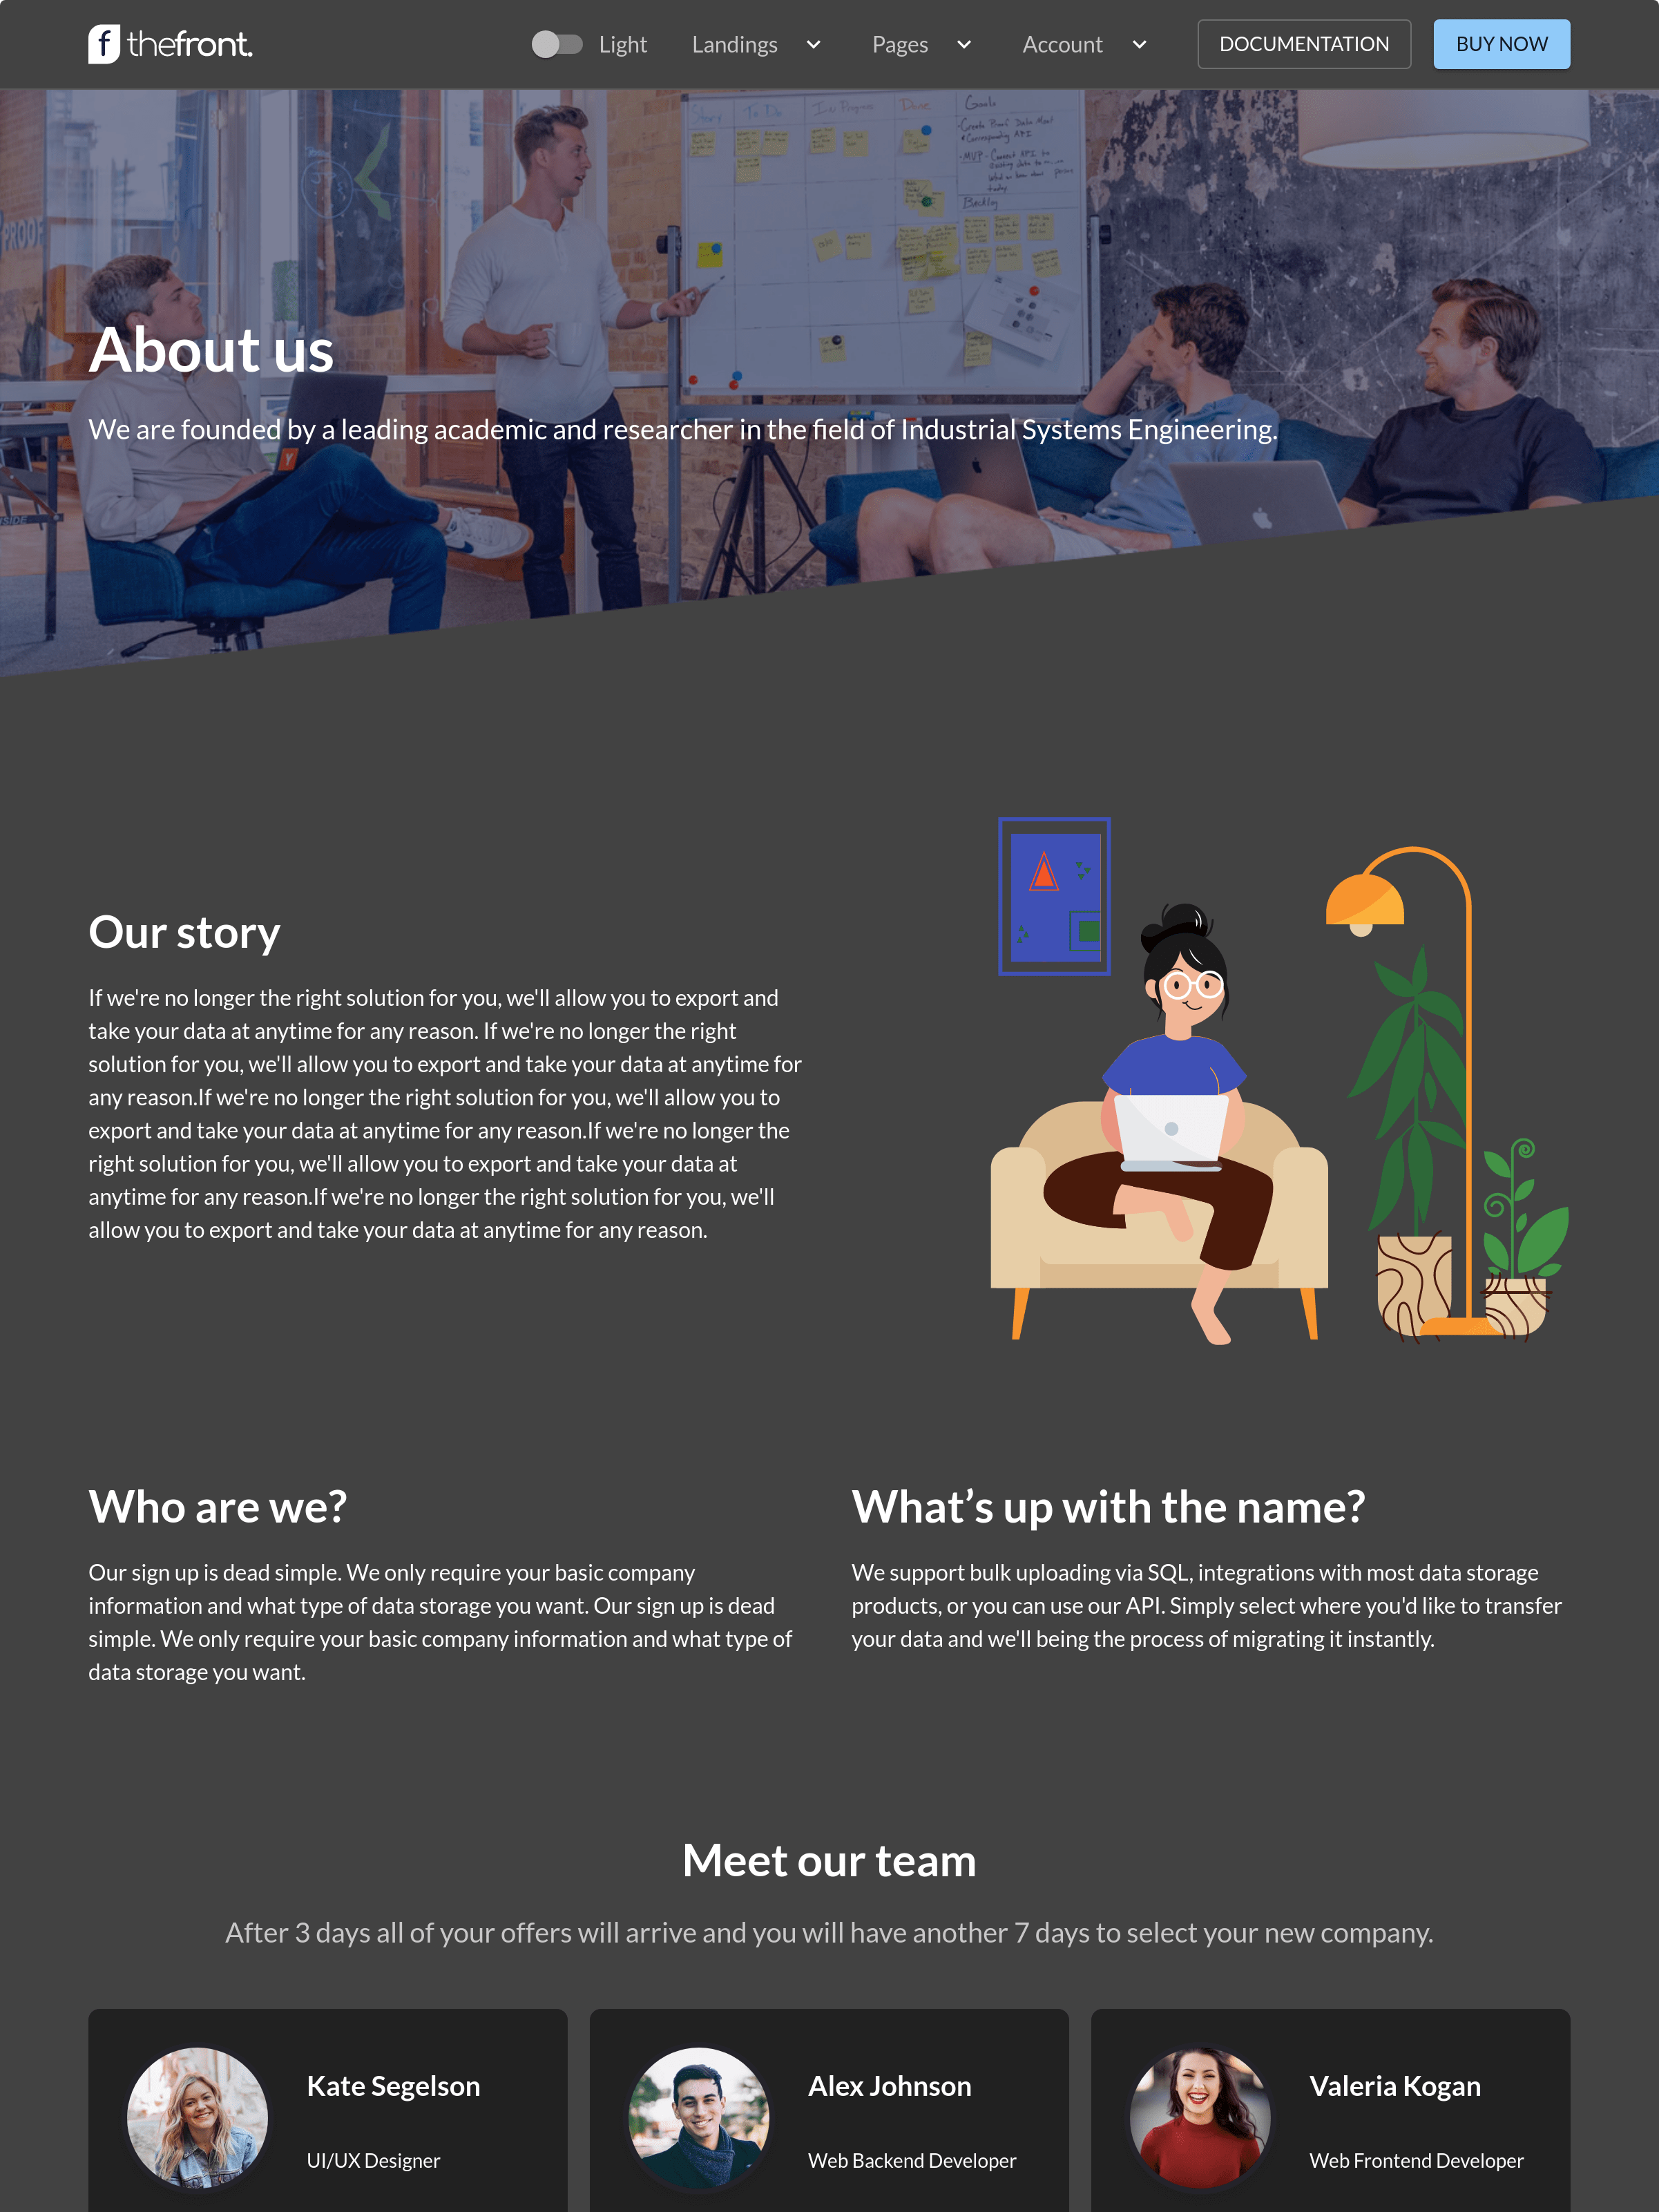 f thefront.
Light
Landings
Pages
Account
DOCUMENTATION
BUY NOW
Story
To Do
In Progress
Done
Goals
Backlog
PROOF
Y
About us
We are founded by a leading academic and researcher in the field of Industrial Systems Engineering.
Our story
If we're no longer the right solution for you, we'll allow you to export and
take your data at anytime for any reason. If we're no longer the right
solution for you, we'll allow you to export and take your data at anytime for
any reason.If we're no longer the right solution for you, we'll allow you to
export and take your data at anytime for any reason.If we're no longer the
right solution for you, we'll allow you to export and take your data at
anytime for any reason.If we're no longer the right solution for you, we'll
allow you to export and take your data at anytime for any reason.
Who are we?
Our sign up is dead simple. We only require your basic company
information and what type of data storage you want. Our sign up is dead
simple. We only require your basic company information and what type of
data storage you want.
What’s up with the name?
We support bulk uploading via SQL, integrations with most data storage
products, or you can use our API. Simply select where you'd like to transfer
your data and we'll being the process of migrating it instantly.
Meet our team
After 3 days all of your offers will arrive and you will have another 7 days to select your new company.
Kate Segelson
UI/UX Designer
Alex Johnson
Web Backend Developer
Valeria Kogan
Web Frontend Developer